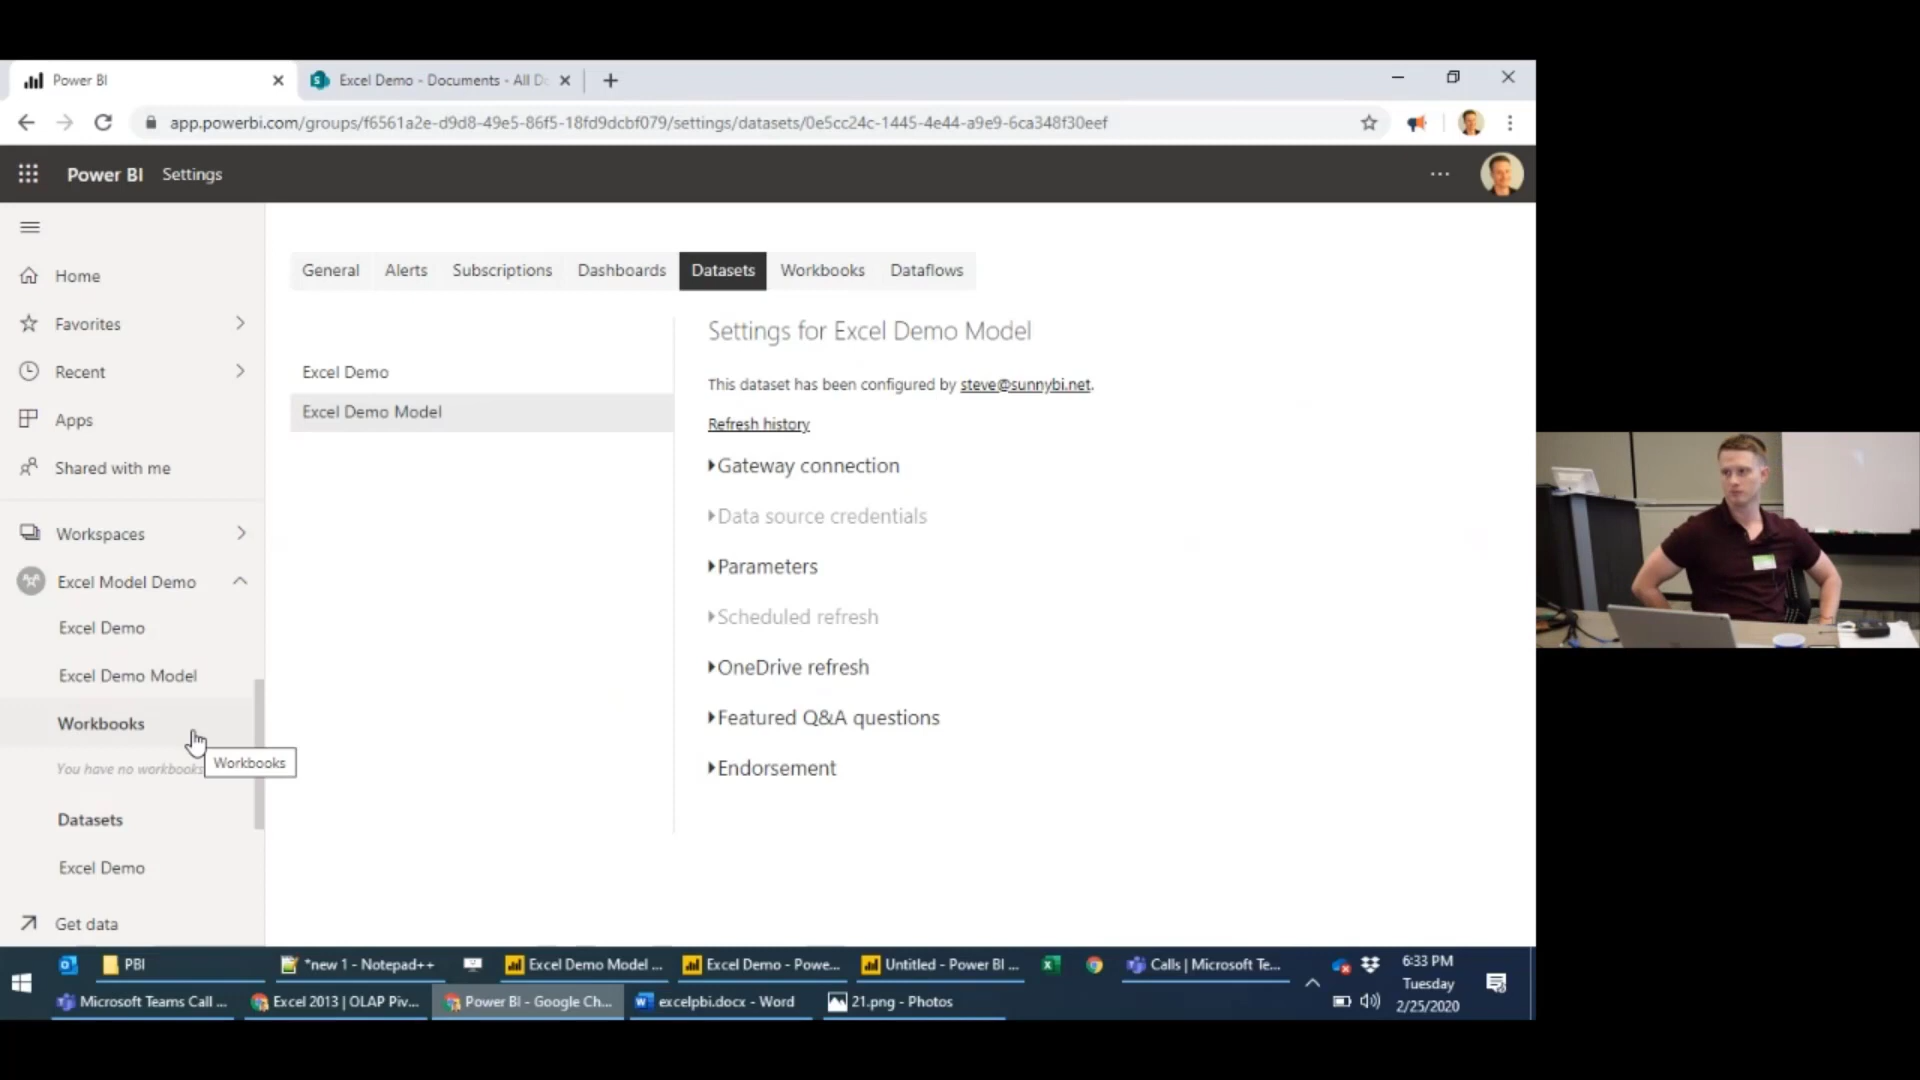 Power BI
Excel Demo - Documents - All Do
app.powerbi.com/groups/f6561a2e-d9d8-49e5-86f5-18fd9dcbf079/settings/datasets/0e5cc24c-1445-4e44-a9e9-6ca348f30eef
Power BI Settings
Home
Favorites
Recent
Apps
Shared with me
Workspaces
Excel Model Demo
Excel Demo
Excel Demo Model
Workbooks
You have no workbooks
Workbooks
Datasets
Excel Demo
Get data
General Alerts Subscriptions Dashboards Datasets Workbooks Dataflows
Excel Demo
Excel Demo Model
Settings for Excel Demo Model
This dataset has been configured by steve@sunnybi.net.
Refresh history
Gateway connection
Data source credentials
Parameters
Scheduled refresh
OneDrive refresh
Featured Q&A questions
Endorsement
PBI
*new 1 - Notepad++
Excel Demo Model ...
Excel Demo - Powe...
Untitled - Power BI ...
Calls | Microsoft Te...
Microsoft Teams Call ...
Excel 2013 | OLAP Piv...
Power BI - Google Ch...
excelpbi.docx - Word
21.png - Photos
6:33 PM
Tuesday
2/25/2020